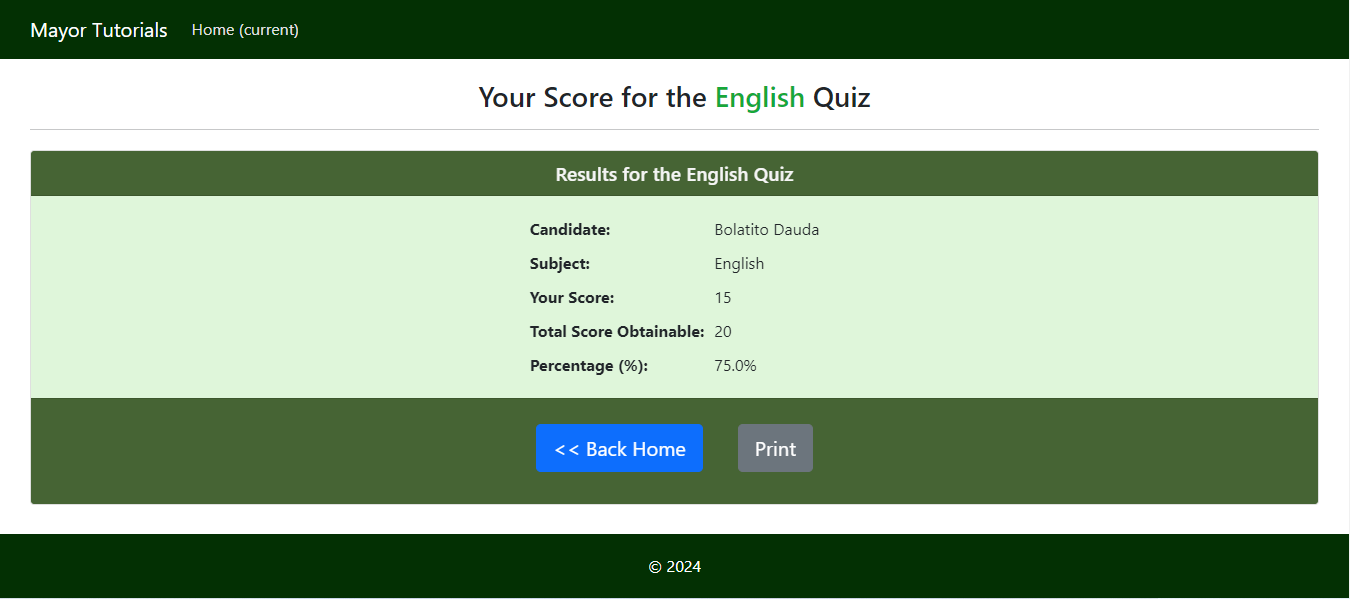 Mayor Tutorials Home (current)
Your Score for the English Quiz
Results for the English Quiz
Candidate: Bolatito Dauda
Subject: English
Your Score: 15
Total Score Obtainable: 20
Percentage (%): 75.0%
<< Back Home Print
© 2024